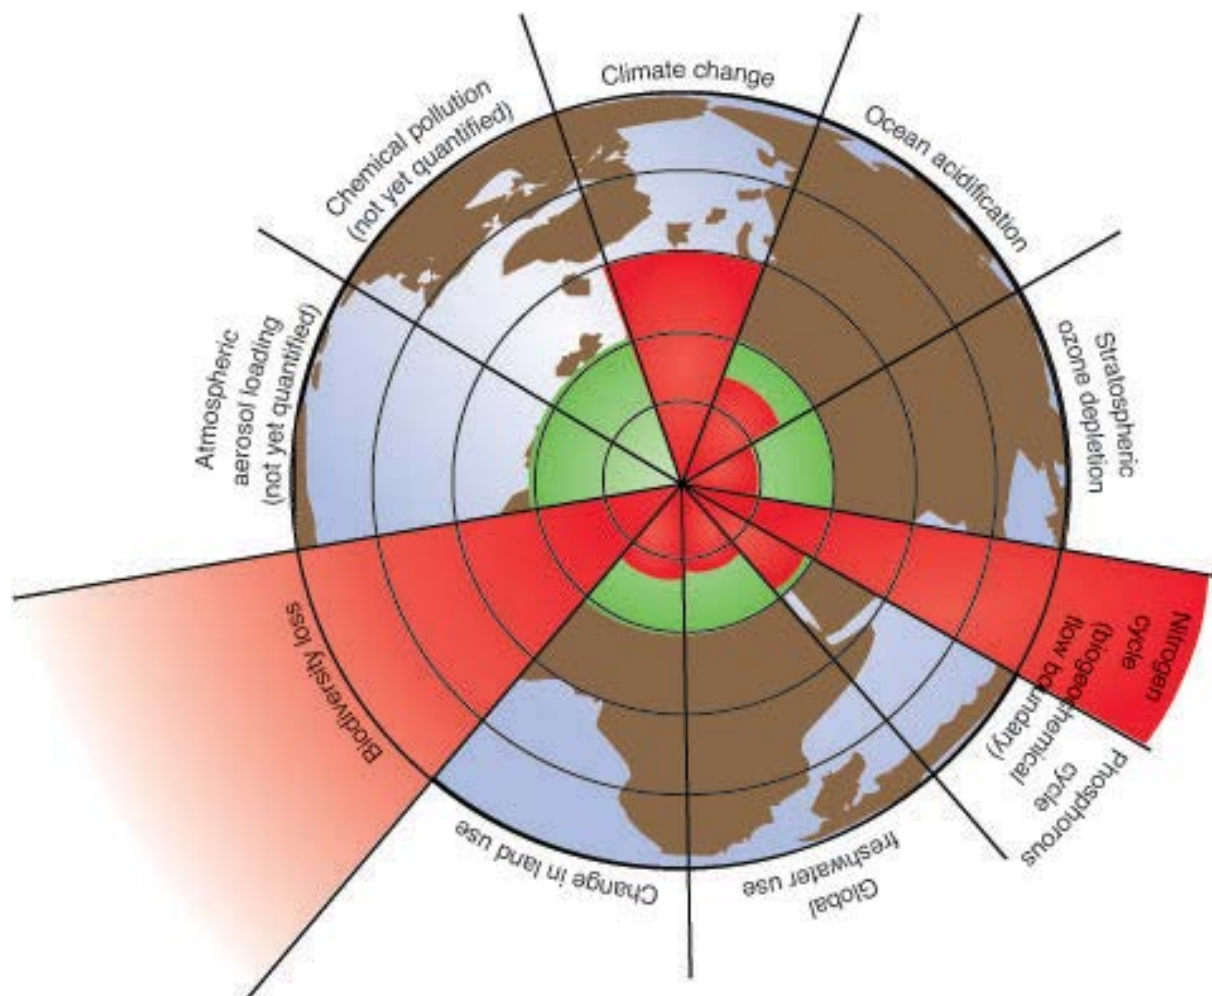 Climate change
Ocean acidification
Stratospheric
ozone depletion
Nitrogen
cycle
(biogeochemical
flow boundary)
Phosphorous
cycle
Global
freshwater use
Change in land use
Biodiversity loss
Atmospheric
aerosol loading
(not yet quantified)
Chemical pollution
(not yet quantified)